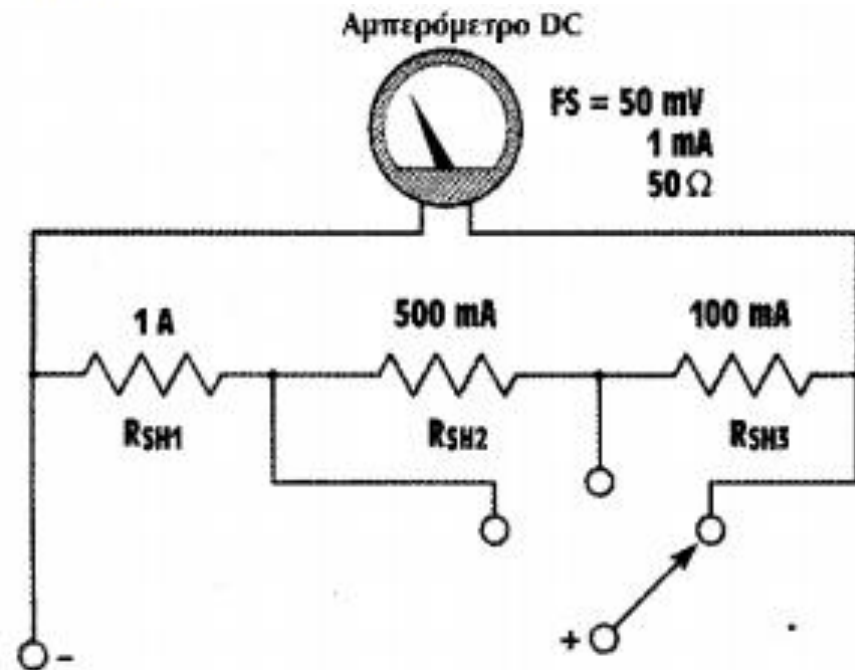 Αμπερόμετρο DC
FS = 50 mV
1 mA
50 Ω
1 A
500 mA
100 mA
RSH1
RSH2
RSH3
+
-